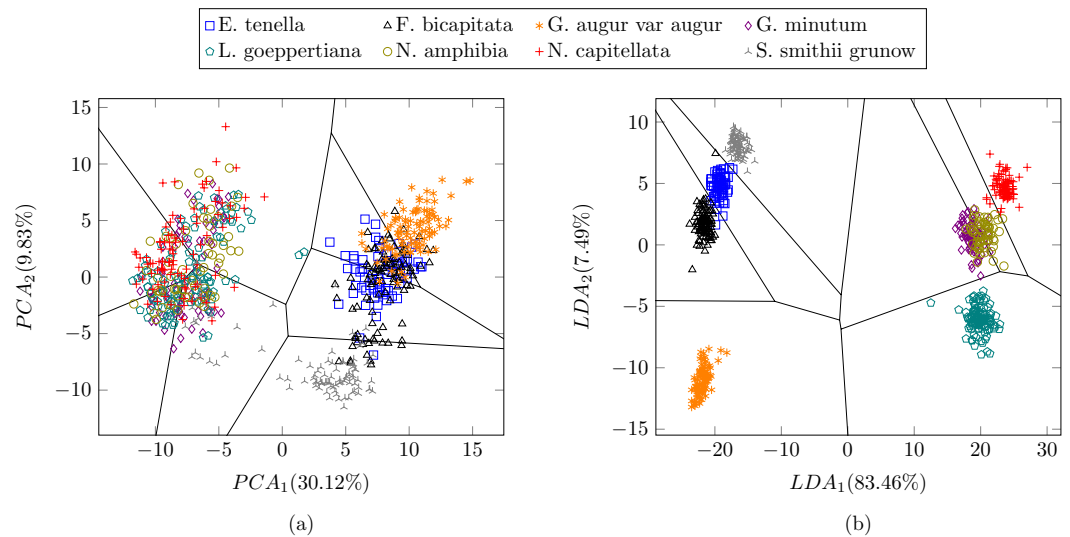 E. tenella F. bicapitata G. augur var augur G. minutum
L. goeppertiana N. amphibia N. capitellata S. smithii grunow
15
10
5
0
−5
−10
PCA₂(9.83%)
−10 −5 0 5 10 15
PCA₁(30.12%)
(a)
10
5
0
−5
−10
−15
LDA₂(7.49%)
−20 −10 0 10 20 30
LDA₁(83.46%)
(b)